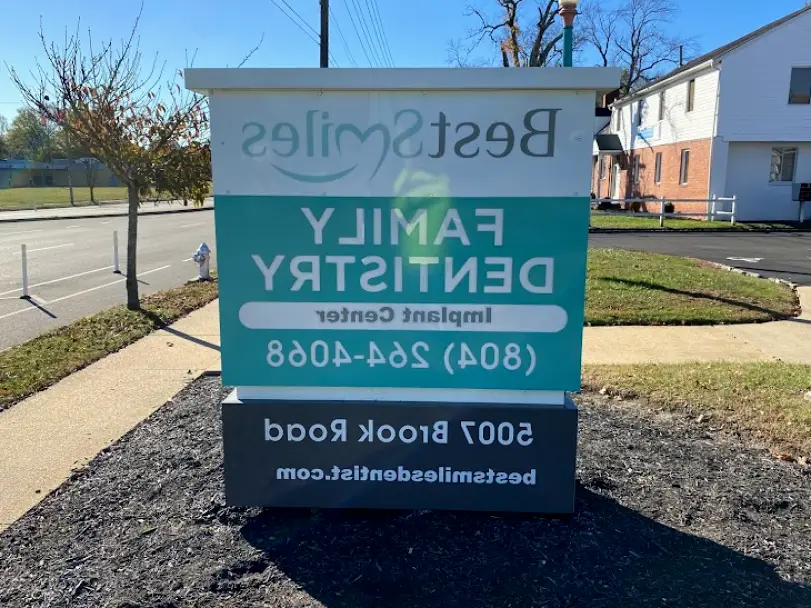 BestSmiles
FAMILY
DENTISTRY
Implant Center
(804) 264-4068
5007 Brook Road
bestsmilesdentist.com